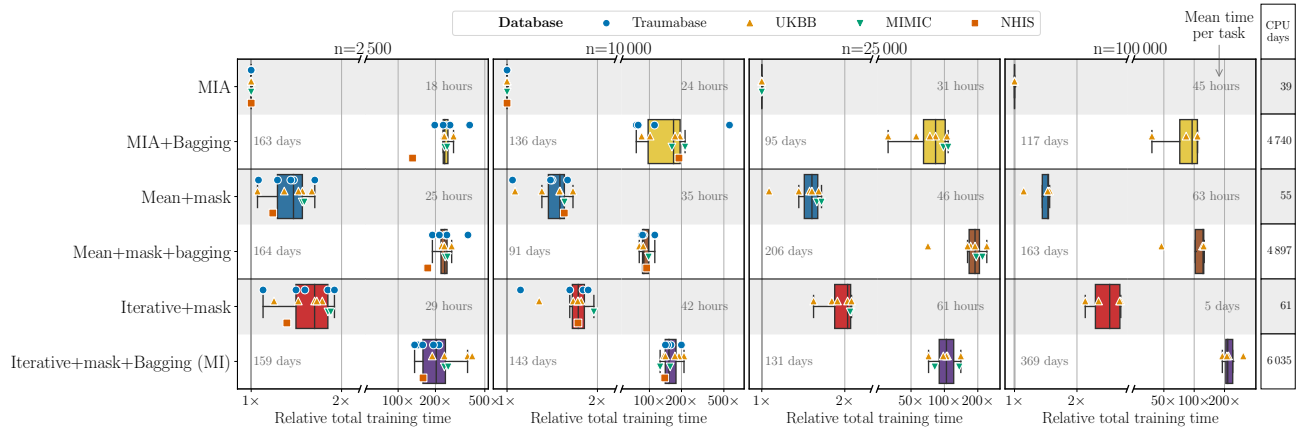 Database Traumabase UKBB MIMIC NHIS
Mean time
per task
CPU
days
n=2 500 n=10 000 n=25 000 n=100 000
MIA 18 hours 24 hours 31 hours 45 hours 39
MIA+Bagging 163 days 136 days 95 days 117 days 4 740
Mean+mask 25 hours 35 hours 46 hours 63 hours 55
Mean+mask+bagging 164 days 91 days 206 days 163 days 4 897
Iterative+mask 29 hours 42 hours 61 hours 5 days 61
Iterative+mask+Bagging (MI) 159 days 143 days 131 days 369 days 6 035
1× 2× 100× 200× 500× 1× 2× 100× 200× 1× 2× 50× 100× 200× 1× 2× 50× 100× 200×
Relative total training time Relative total training time Relative total training time Relative total training time